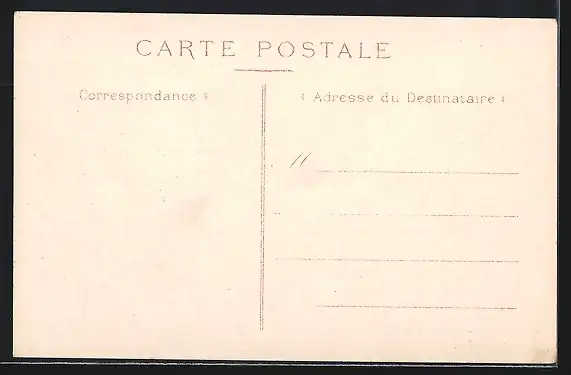 CARTE POSTALE
Correspondance
Adresse du Destinataire